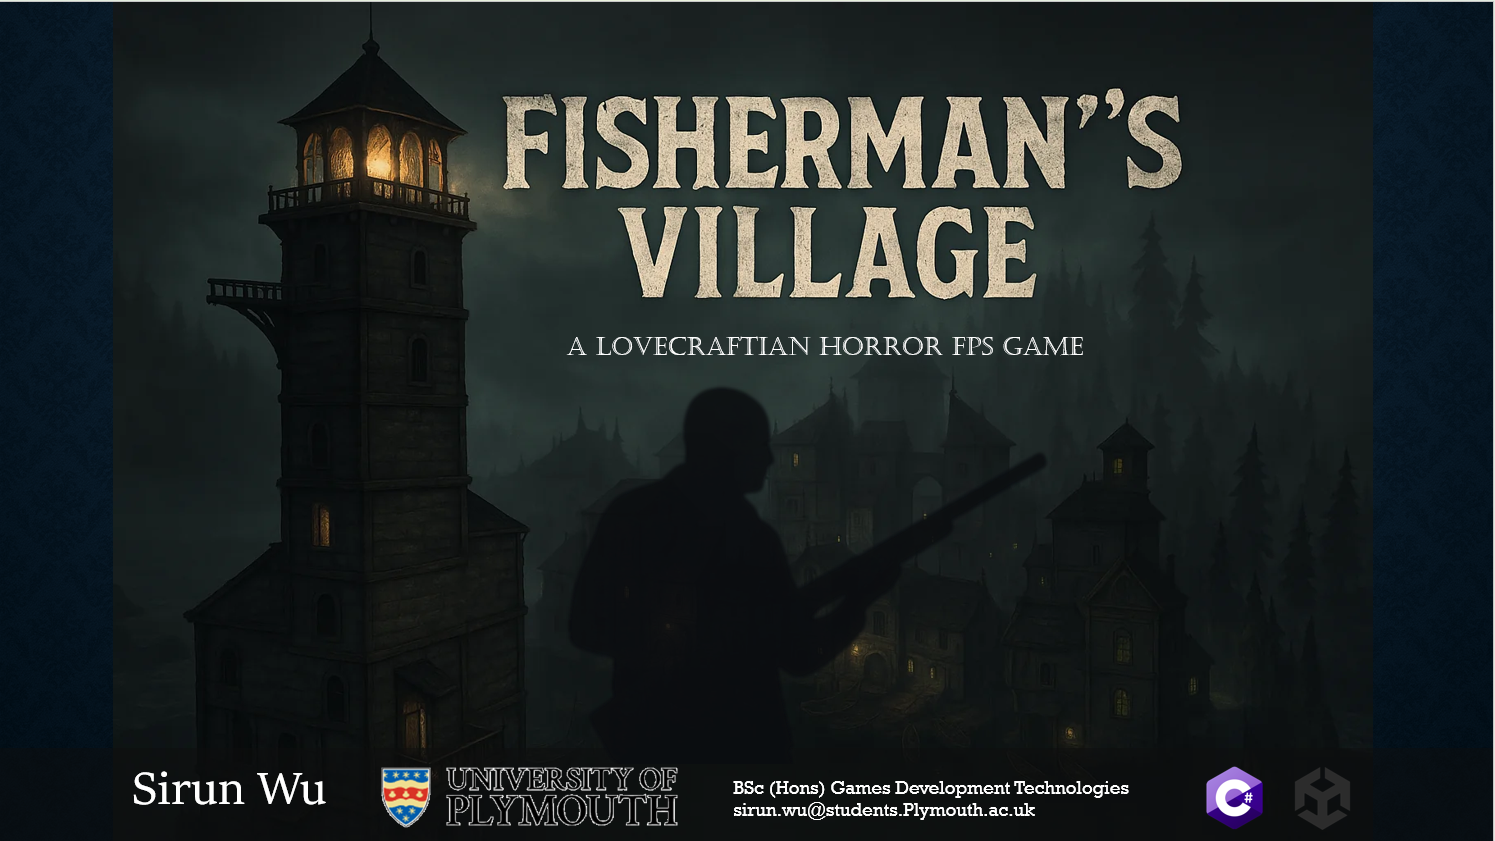 FISHERMAN’’S
VILLAGE
A LOVECRAFTIAN HORROR FPS GAME
Sirun Wu
UNIVERSITY OF
PLYMOUTH
BSc (Hons) Games Development Technologies
sirun.wu@students.Plymouth.ac.uk
C#